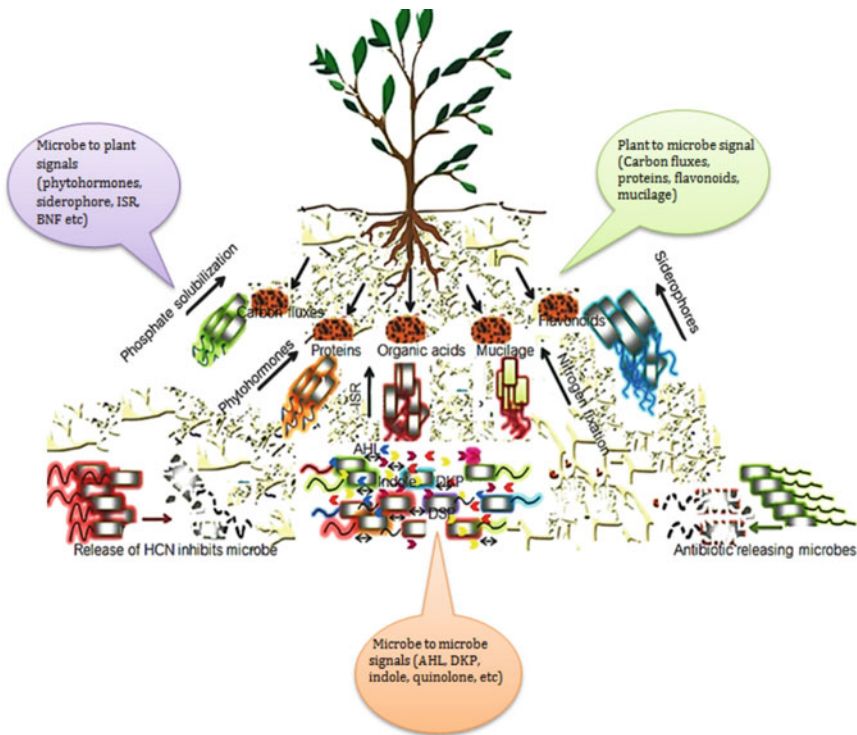 Microbe to plant
signals
(phytohormones,
siderophore, ISR,
BNF etc)
Plant to microbe signal
(Carbon fluxes,
proteins, flavonoids,
mucilage)
Phosphate solubilization
Carbon fluxes
Flavonoids
Siderophores
Proteins
Organic acids
Mucilage
Phytohormones
ISR
Nitrogen fixation
AHL
Indole
DKP
DSF
Release of HCN inhibits microbe
Antibiotic releasing microbes
Microbe to microbe
signals (AHL, DKP,
indole, quinolone, etc)